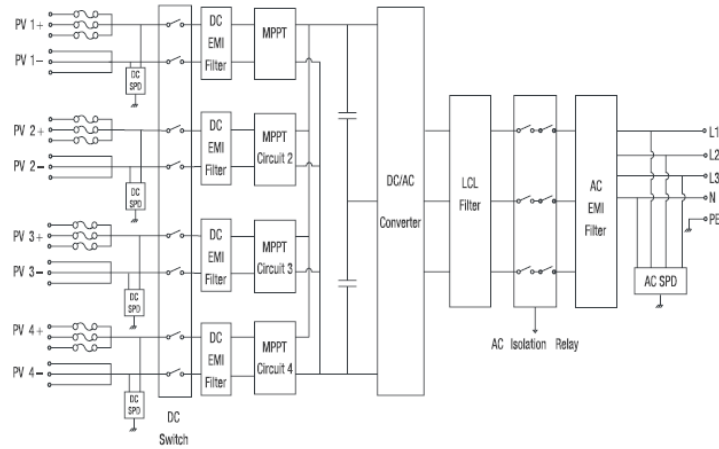 PV 1+
PV 1−
DC
SPD
DC
EMI
Filter
MPPT
PV 2+
PV 2−
DC
SPD
DC
EMI
Filter
MPPT
Circuit 2
PV 3+
PV 3−
DC
SPD
DC
EMI
Filter
MPPT
Circuit 3
PV 4+
PV 4−
DC
SPD
DC
EMI
Filter
MPPT
Circuit 4
DC
Switch
DC/AC
Converter
LCL
Filter
AC Isolation Relay
AC
EMI
Filter
L1
L2
L3
N
PE
AC SPD